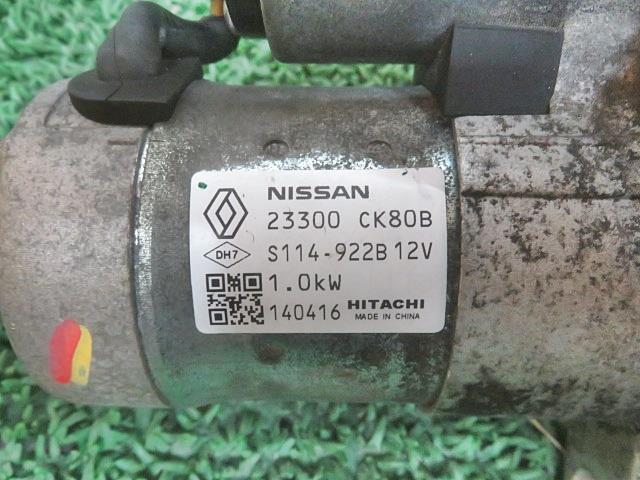 NISSAN
23300 CK80B
DH7 S114-922B 12V
1.0kW
140416 HITACHI
MADE IN CHINA